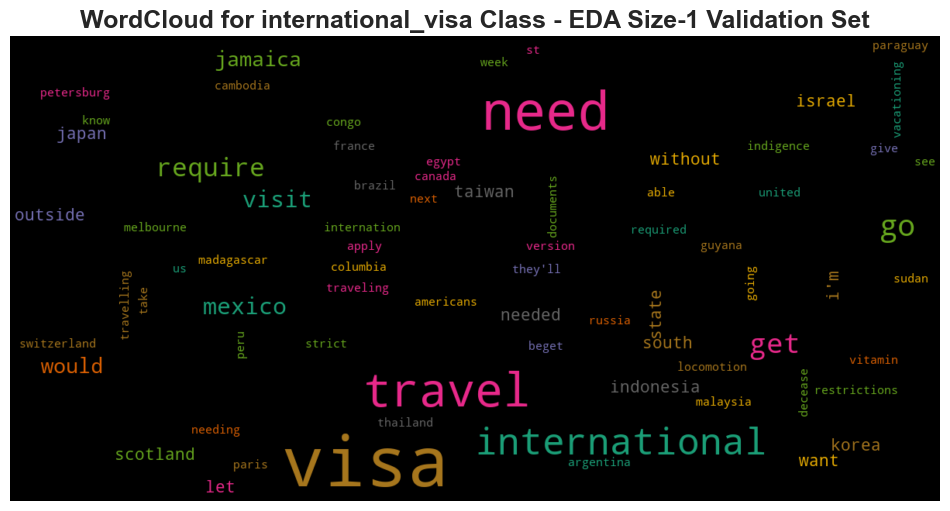 WordCloud for international_visa Class - EDA Size-1 Validation Set
st
paraguay
jamaica
week
cambodia
vacationing
petersburg
need
israel
know
congo
japan
france
indigence
give
require
egypt
without
see
canada
brazil
taiwan
able
united
visit
next
documents
outside
melbourne
internation
required
go
apply
version
guyana
us
madagascar
columbia
they'll
going
i'm
sudan
travelling
take
traveling
mexico
americans
needed
russia
state
switzerland
peru
strict
beget
south
get
would
locomotion
vitamin
travel
indonesia
malaysia
decease
restrictions
needing
thailand
international
korea
scotland
paris
visa
argentina
want
let